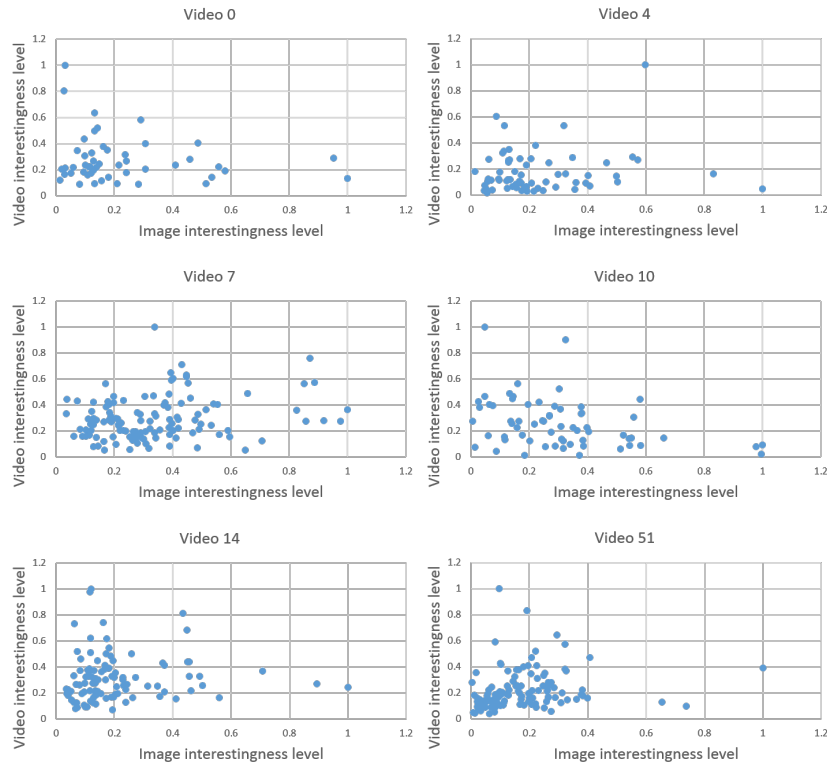 Video 0
Video interestingness level
1.2
1
0.8
0.6
0.4
0.2
0
0 0.2 0.4 0.6 0.8 1 1.2
Image interestingness level
Video 4
Video interestingness level
1.2
1
0.8
0.6
0.4
0.2
0
0 0.2 0.4 0.6 0.8 1 1.2
Image interestingness level
Video 7
Video interestingness level
1.2
1
0.8
0.6
0.4
0.2
0
0 0.2 0.4 0.6 0.8 1 1.2
Image interestingness level
Video 10
Video interestingness level
1.2
1
0.8
0.6
0.4
0.2
0
0 0.2 0.4 0.6 0.8 1 1.2
Image interestingness level
Video 14
Video interestingness level
1.2
1
0.8
0.6
0.4
0.2
0
0 0.2 0.4 0.6 0.8 1 1.2
Image interestingness level
Video 51
Video interestingness level
1.2
1
0.8
0.6
0.4
0.2
0
0 0.2 0.4 0.6 0.8 1 1.2
Image interestingness level